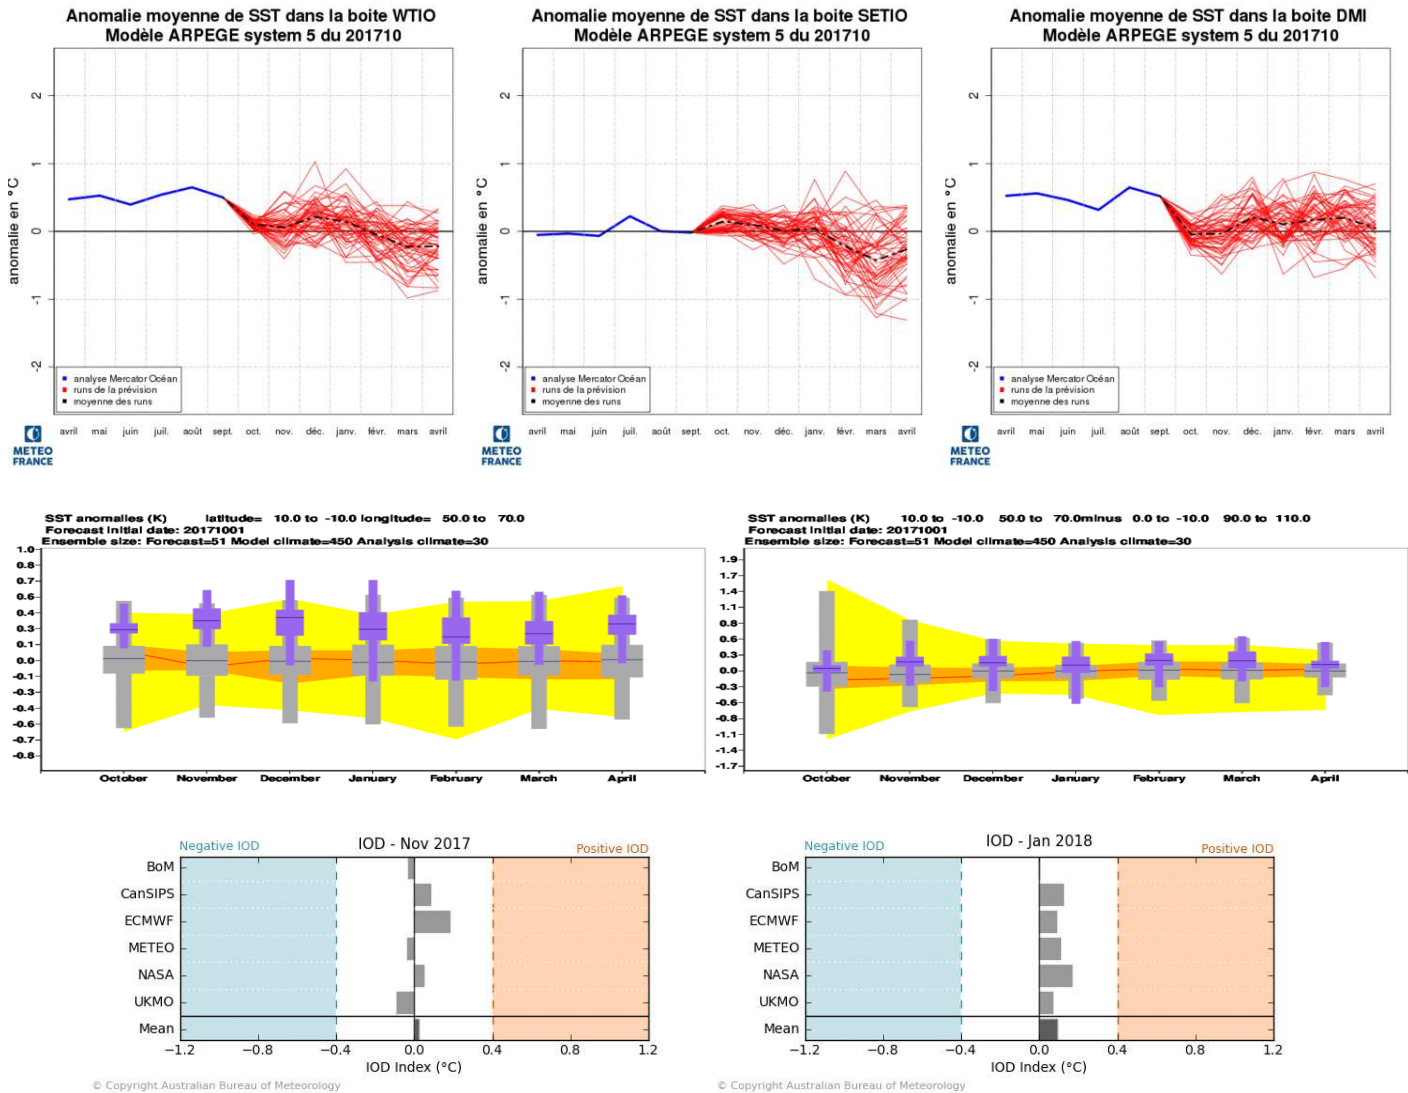 Anomalie moyenne de SST dans la boite WTIO
Modèle ARPEGE system 5 du 201710
anomalie en °C
2
1
0
-1
-2
analyse Mercator Océan
runs de la prévision
moyenne des runs
avril mai juin juil. août sept. oct. nov. déc. janv. févr. mars avril
METEO
FRANCE
Anomalie moyenne de SST dans la boite SETIO
Modèle ARPEGE system 5 du 201710
anomalie en °C
2
1
0
-1
-2
analyse Mercator Océan
runs de la prévision
moyenne des runs
avril mai juin juil. août sept. oct. nov. déc. janv. févr. mars avril
METEO
FRANCE
Anomalie moyenne de SST dans la boite DMI
Modèle ARPEGE system 5 du 201710
anomalie en °C
2
1
0
-1
-2
analyse Mercator Océan
runs de la prévision
moyenne des runs
avril mai juin juil. août sept. oct. nov. déc. janv. févr. mars avril
METEO
FRANCE
SST anomalies (K) latitude= 10.0 to -10.0 longitude= 50.0 to 70.0
Forecast initial date: 20171001
Ensemble size: Forecast=51 Model climate=450 Analysis climate=30
1.0
0.8
0.7
0.6
0.4
0.3
0.1
0.0
-0.1
-0.3
-0.4
-0.6
-0.7
-0.8
October November December January February March April
SST anomalies (K) 10.0 to -10.0 50.0 to 70.0minus 0.0 to -10.0 90.0 to 110.0
Forecast initial date: 20171001
Ensemble size: Forecast=51 Model climate=450 Analysis climate=30
1.9
1.7
1.4
1.1
0.8
0.6
0.3
0.0
-0.3
-0.6
-0.8
-1.1
-1.4
-1.7
October November December January February March April
IOD - Nov 2017
Negative IOD Positive IOD
BoM
CanSIPS
ECMWF
METEO
NASA
UKMO
Mean
−1.2 −0.8 −0.4 0.0 0.4 0.8 1.2
IOD Index (°C)
© Copyright Australian Bureau of Meteorology
IOD - Jan 2018
Negative IOD Positive IOD
BoM
CanSIPS
ECMWF
METEO
NASA
UKMO
Mean
−1.2 −0.8 −0.4 0.0 0.4 0.8 1.2
IOD Index (°C)
© Copyright Australian Bureau of Meteorology